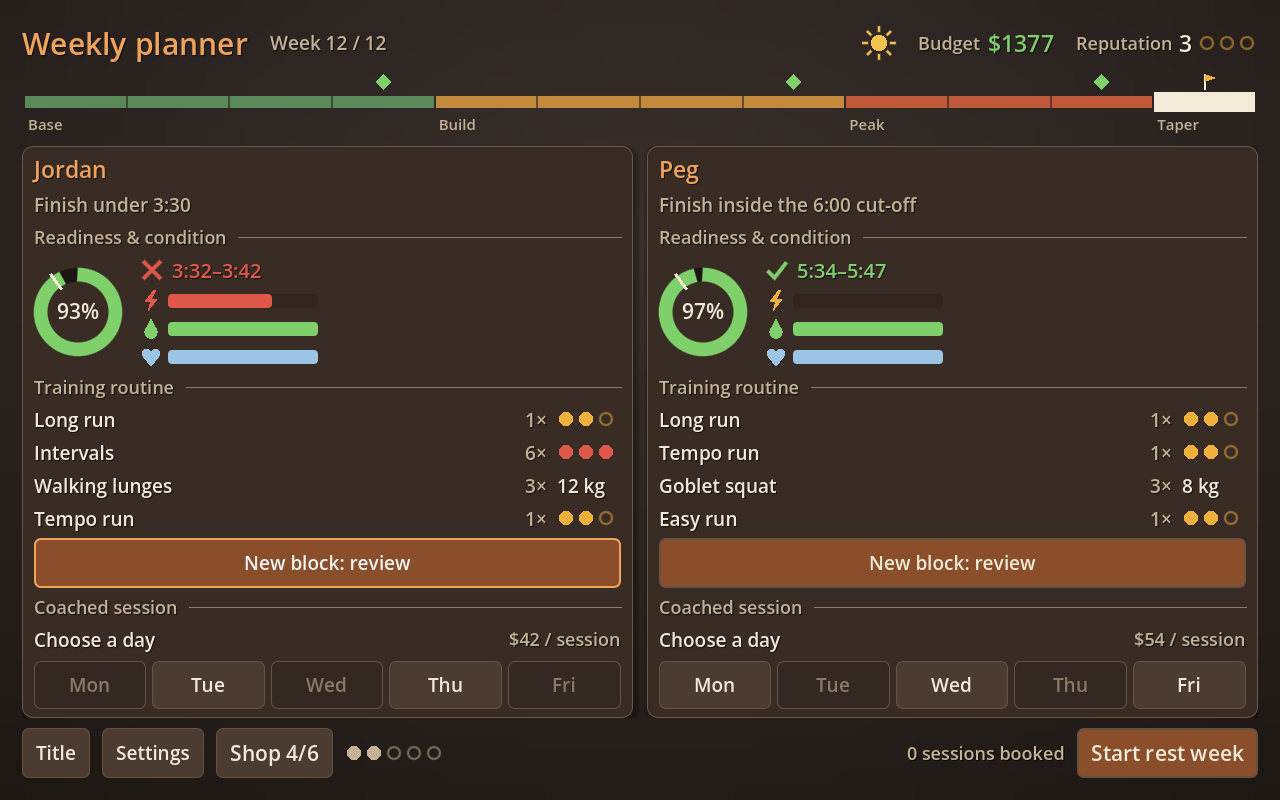 Weekly planner Week 12 / 12 Budget $1377 Reputation 3
Base Build Peak Taper
Jordan
Finish under 3:30
Readiness & condition
93% 3:32–3:42
Training routine
Long run 1×
Intervals 6×
Walking lunges 3× 12 kg
Tempo run 1×
New block: review
Coached session
Choose a day $42 / session
Mon Tue Wed Thu Fri
Peg
Finish inside the 6:00 cut-off
Readiness & condition
97% 5:34–5:47
Training routine
Long run 1×
Tempo run 1×
Goblet squat 3× 8 kg
Easy run 1×
New block: review
Coached session
Choose a day $54 / session
Mon Tue Wed Thu Fri
Title Settings Shop 4/6 0 sessions booked Start rest week